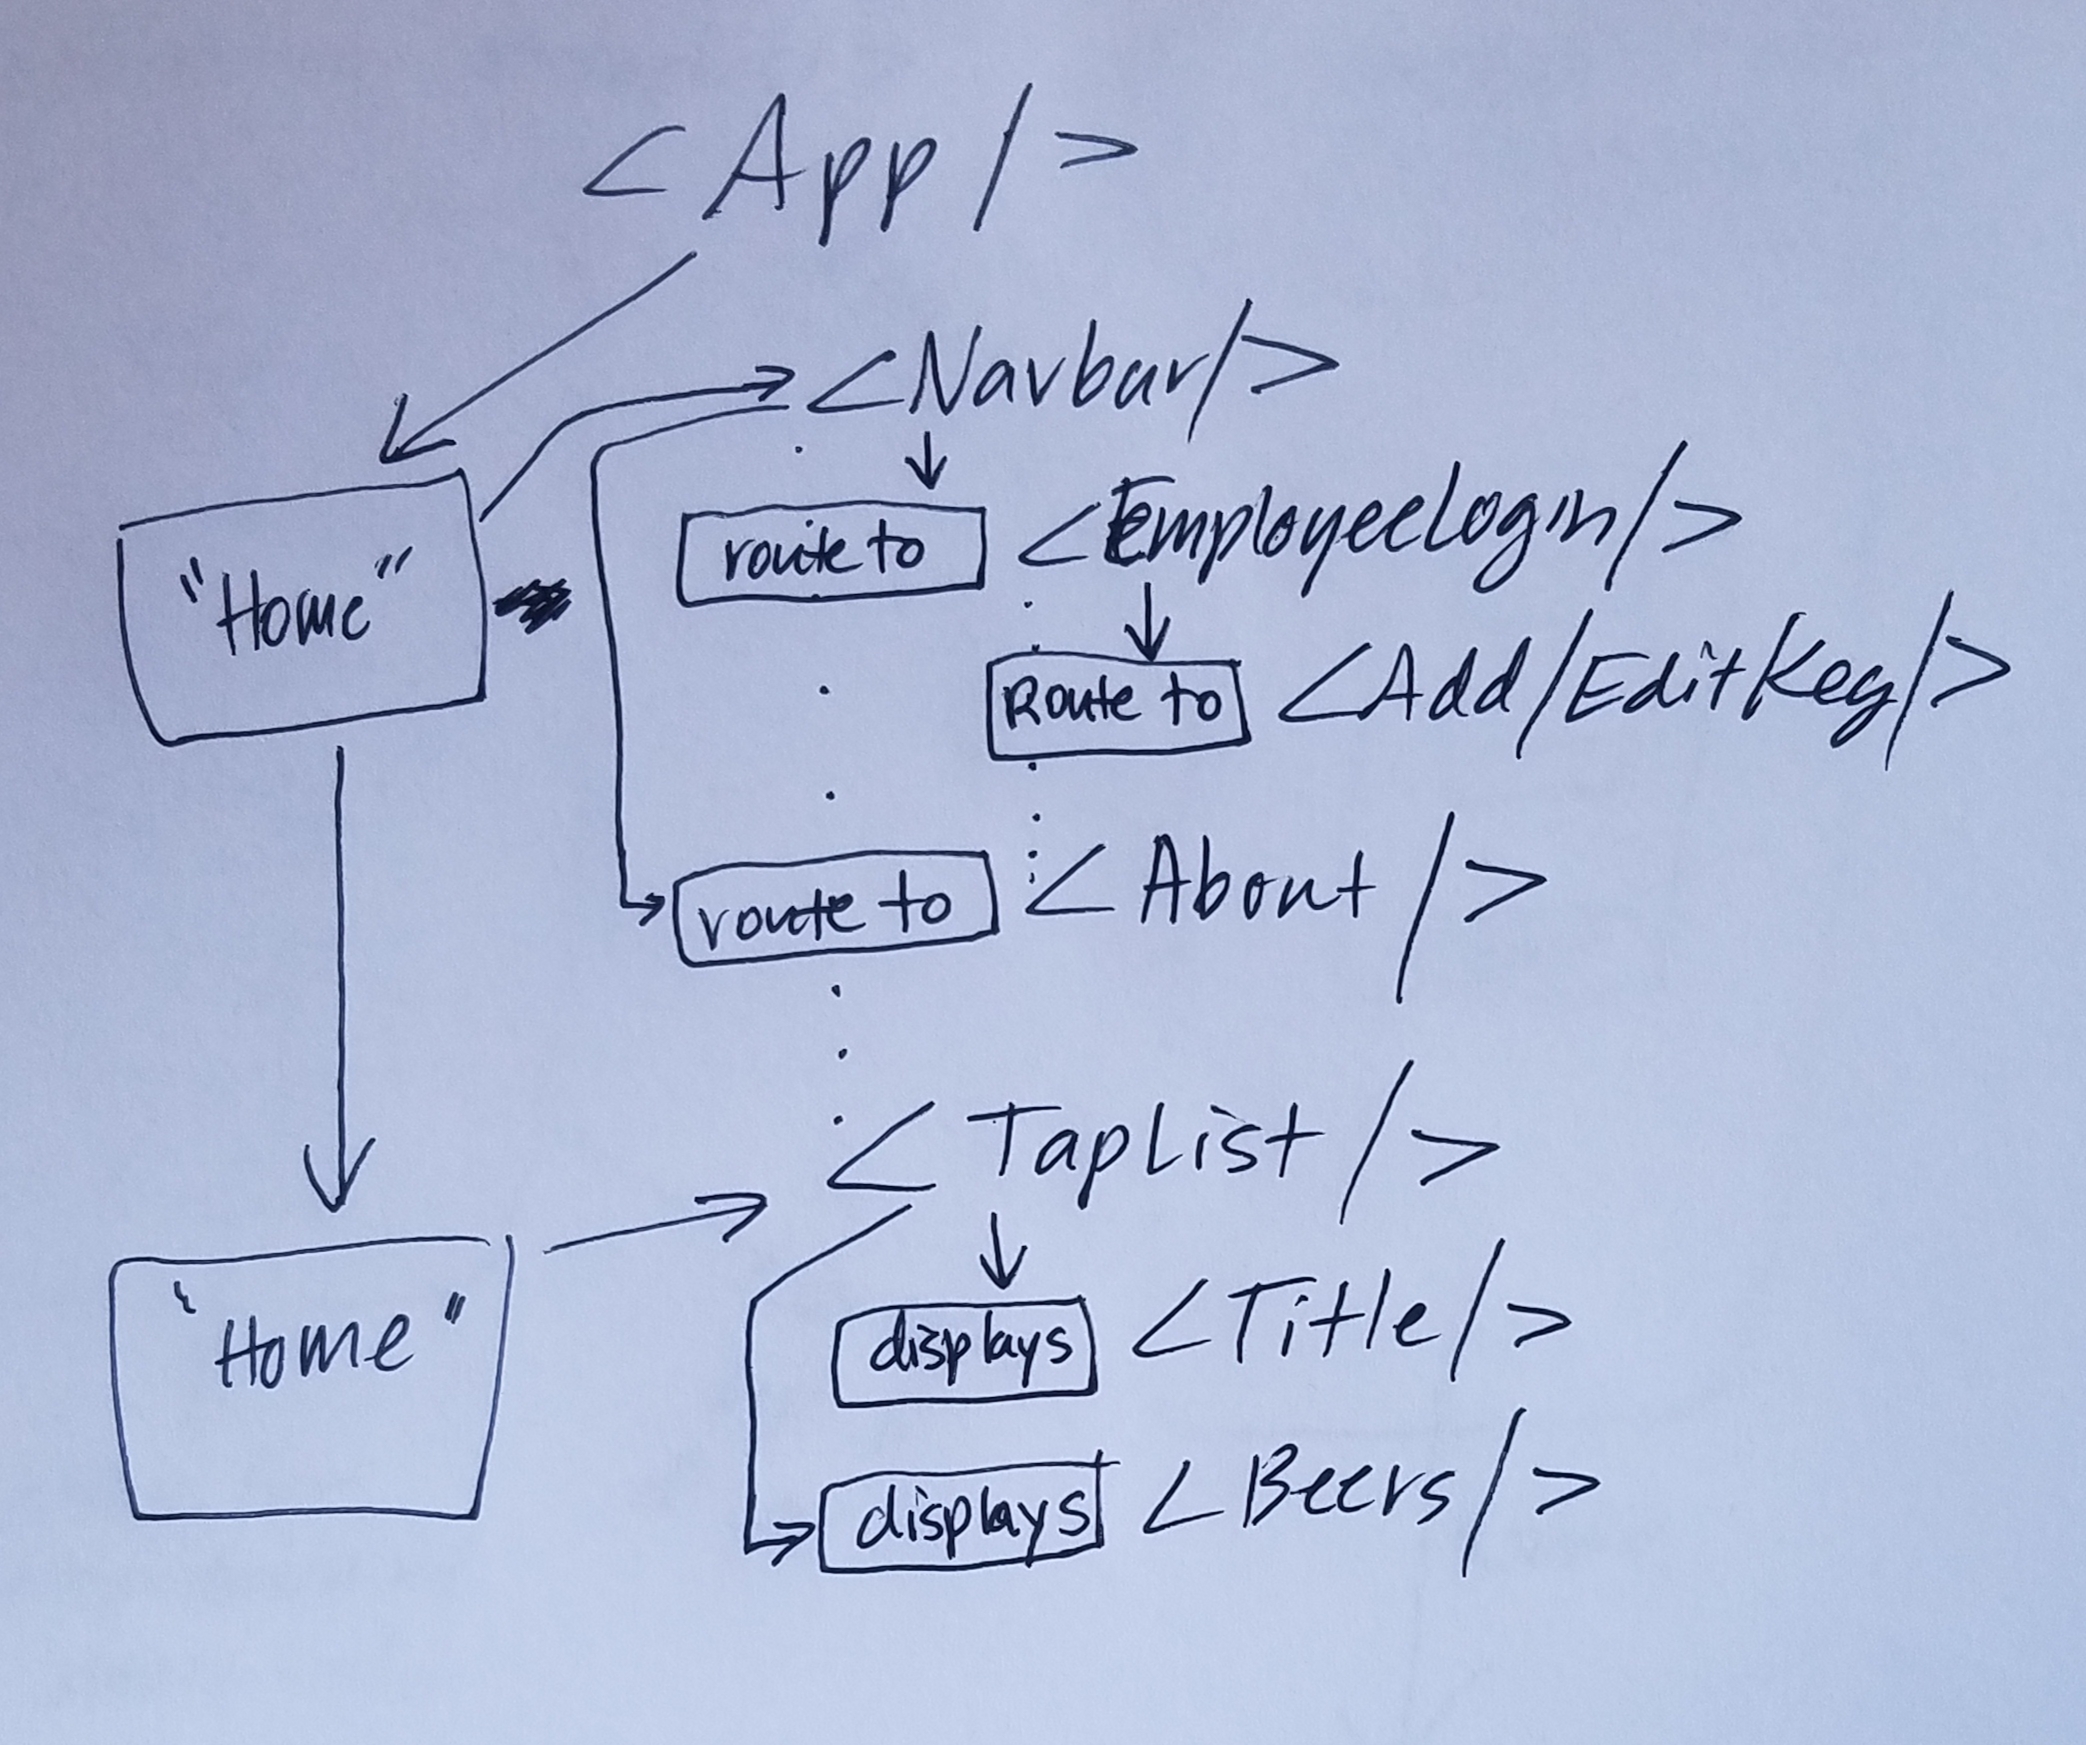 <App/>
<Navbar/>
"Home"
route to <Employeelogin/>
Route to <Add/EditKeg/>
route to <About/>
<TapList/>
"Home"
displays <Title/>
displays <Beers/>